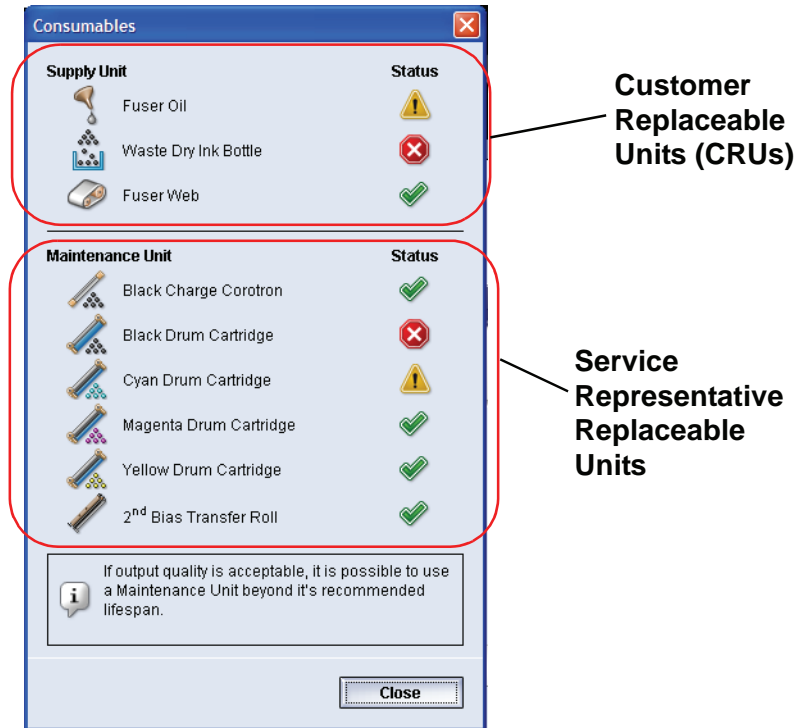 Consumables
Supply Unit Status
Fuser Oil
Waste Dry Ink Bottle
Fuser Web
Customer
Replaceable
Units (CRUs)
Maintenance Unit Status
Black Charge Corotron
Black Drum Cartridge
Cyan Drum Cartridge
Magenta Drum Cartridge
Yellow Drum Cartridge
2nd Bias Transfer Roll
Service
Representative
Replaceable
Units
If output quality is acceptable, it is possible to use
a Maintenance Unit beyond it's recommended
lifespan.
Close